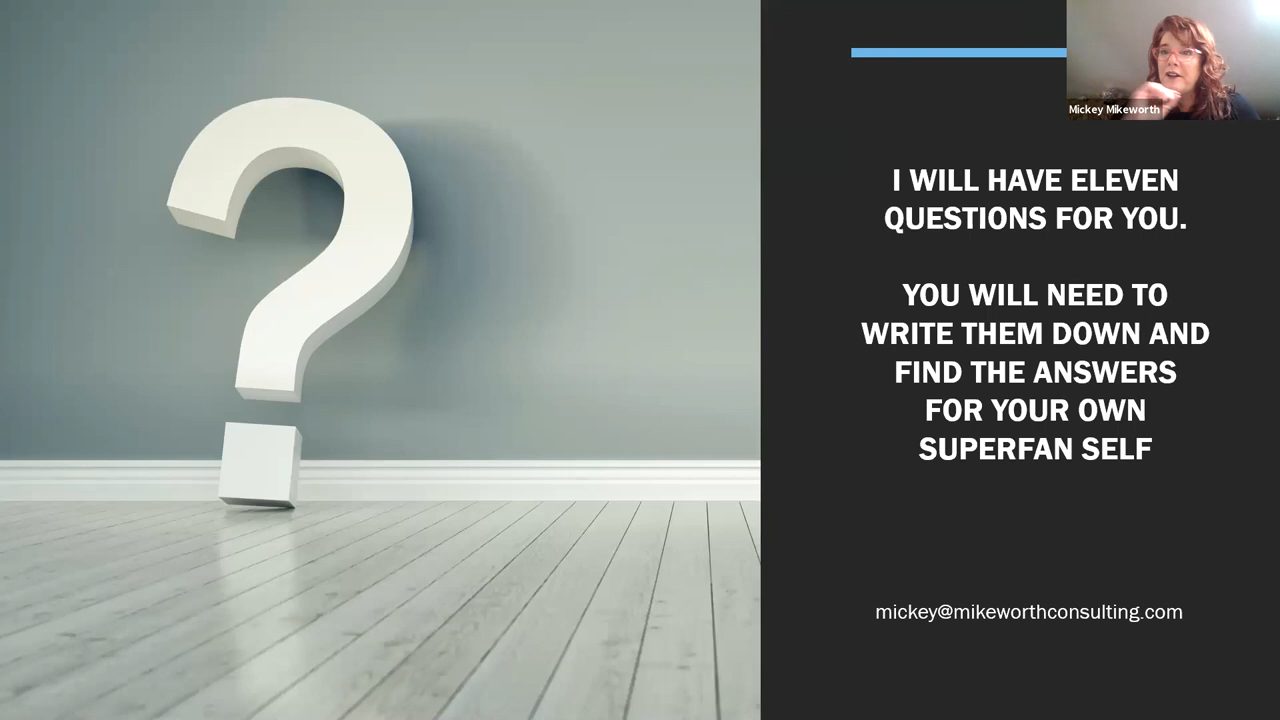 Mickey Mikeworth
I WILL HAVE ELEVEN
QUESTIONS FOR YOU.
YOU WILL NEED TO
WRITE THEM DOWN AND
FIND THE ANSWERS
FOR YOUR OWN
SUPERFAN SELF
mickey@mikeworthconsulting.com